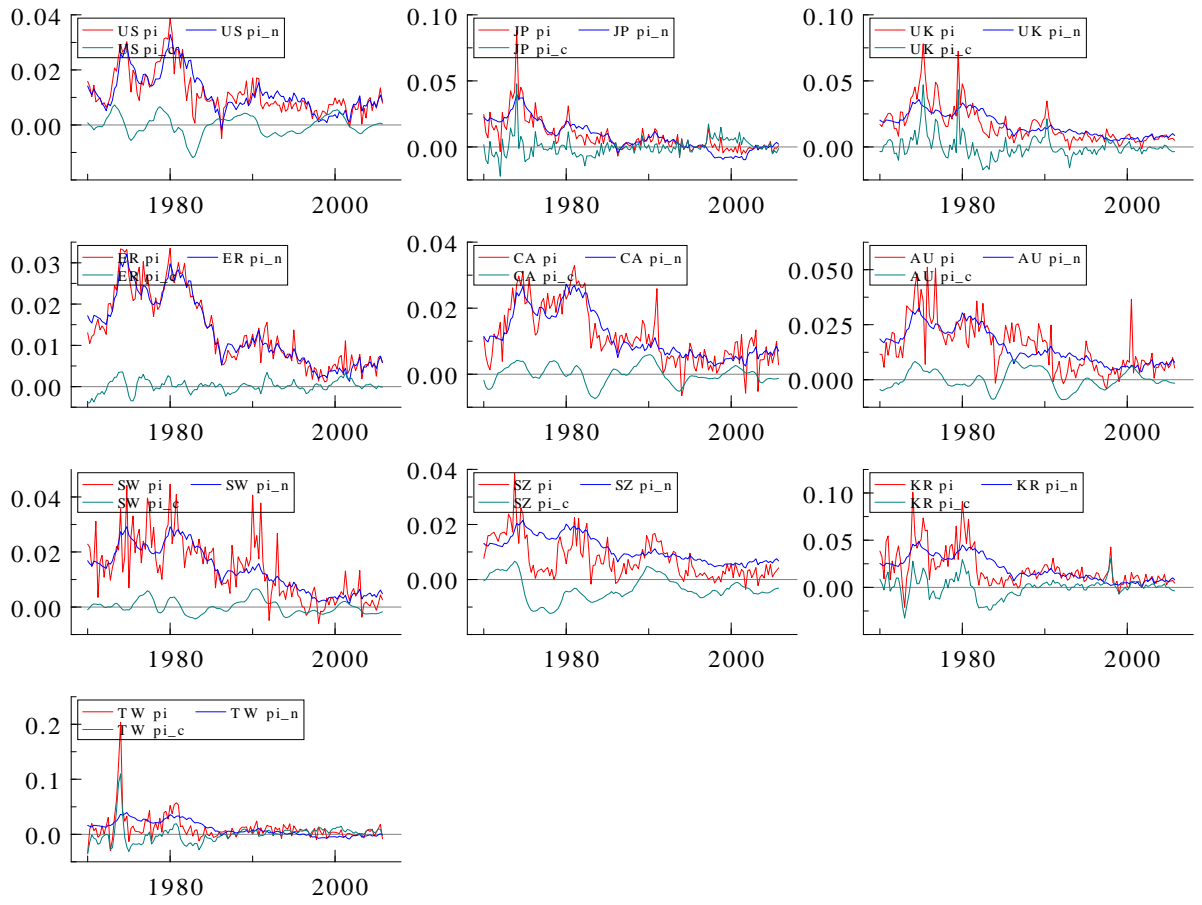 0.04 0.10 0.10
US pi US pi_n JP pi JP pi_n UK pi UK pi_n
US pi_c JP pi_c UK pi_c
0.02 0.05 0.05
0.00 0.00 0.00
1980 2000 1980 2000 1980 2000
0.04
0.03 ER pi ER pi_n CA pi CA pi_n AU pi AU pi_n
ER pi_c CA pi_c AU pi_c
0.050
0.02 0.02 0.025
0.01
0.00 0.00 0.000
1980 2000 1980 2000 1980 2000
SW pi SW pi_n SZ pi SZ pi_n KR pi KR pi_n
SW pi_c SZ pi_c KR pi_c
0.04 0.04 0.10
0.02 0.02 0.05
0.00 0.00 0.00
1980 2000 1980 2000 1980 2000
TW pi TW pi_n
TW pi_c
0.2
0.1
0.0
1980 2000